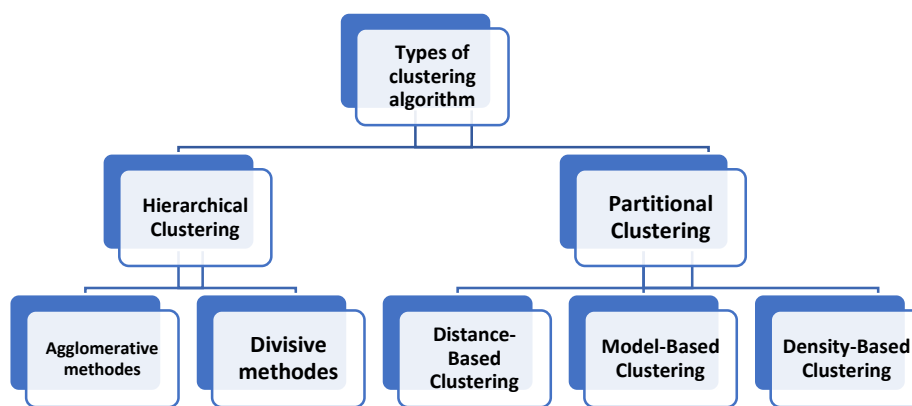 Types of
clustering
algorithm
Hierarchical
Clustering
Partitional
Clustering
Agglomerative
methodes
Divisive
methodes
Distance-
Based
Clustering
Model-Based
Clustering
Density-Based
Clustering